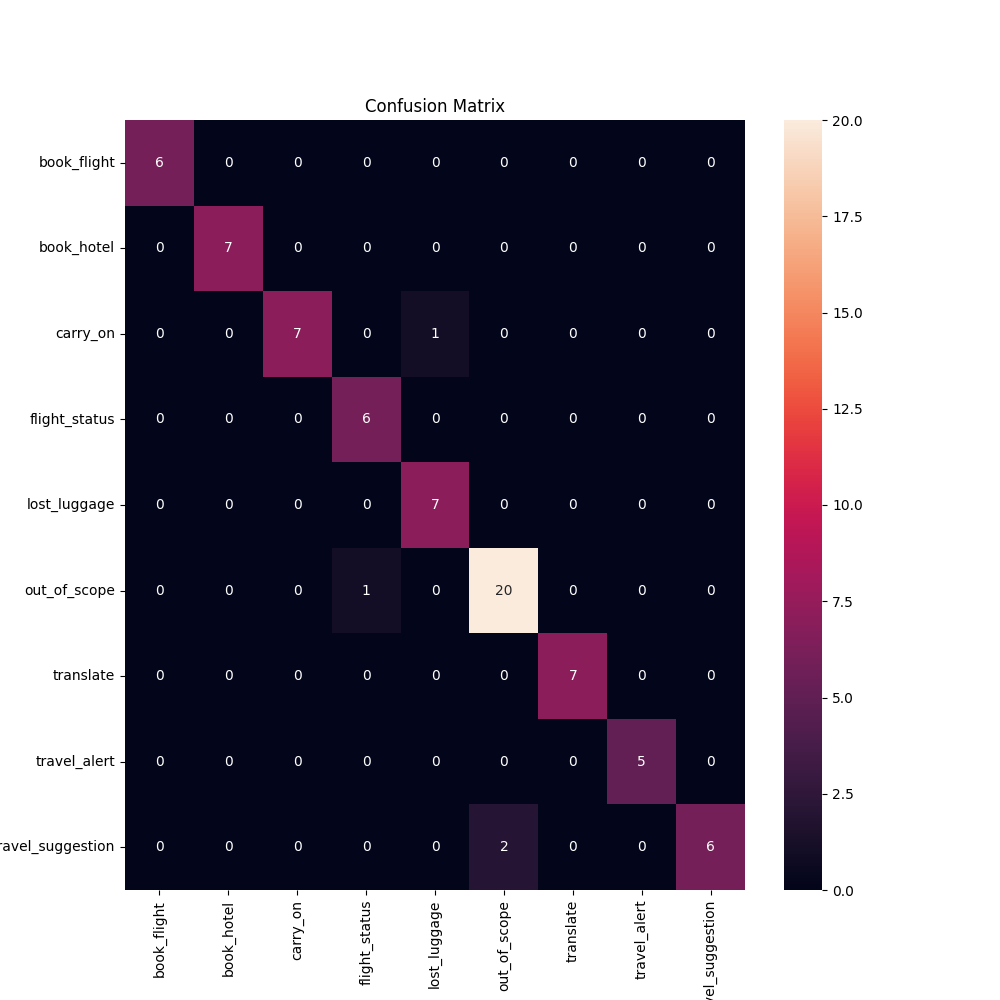 Confusion Matrix
book_flight 6 0 0 0 0 0 0 0 0
book_hotel 0 7 0 0 0 0 0 0 0
carry_on 0 0 7 0 1 0 0 0 0
flight_status 0 0 0 6 0 0 0 0 0
lost_luggage 0 0 0 0 7 0 0 0 0
out_of_scope 0 0 0 1 0 20 0 0 0
translate 0 0 0 0 0 0 7 0 0
travel_alert 0 0 0 0 0 0 0 5 0
ravel_suggestion 0 0 0 0 0 2 0 0 6
book_flight
book_hotel
carry_on
flight_status
lost_luggage
out_of_scope
translate
travel_alert
vel_suggestion
20.0
17.5
15.0
12.5
10.0
7.5
5.0
2.5
0.0